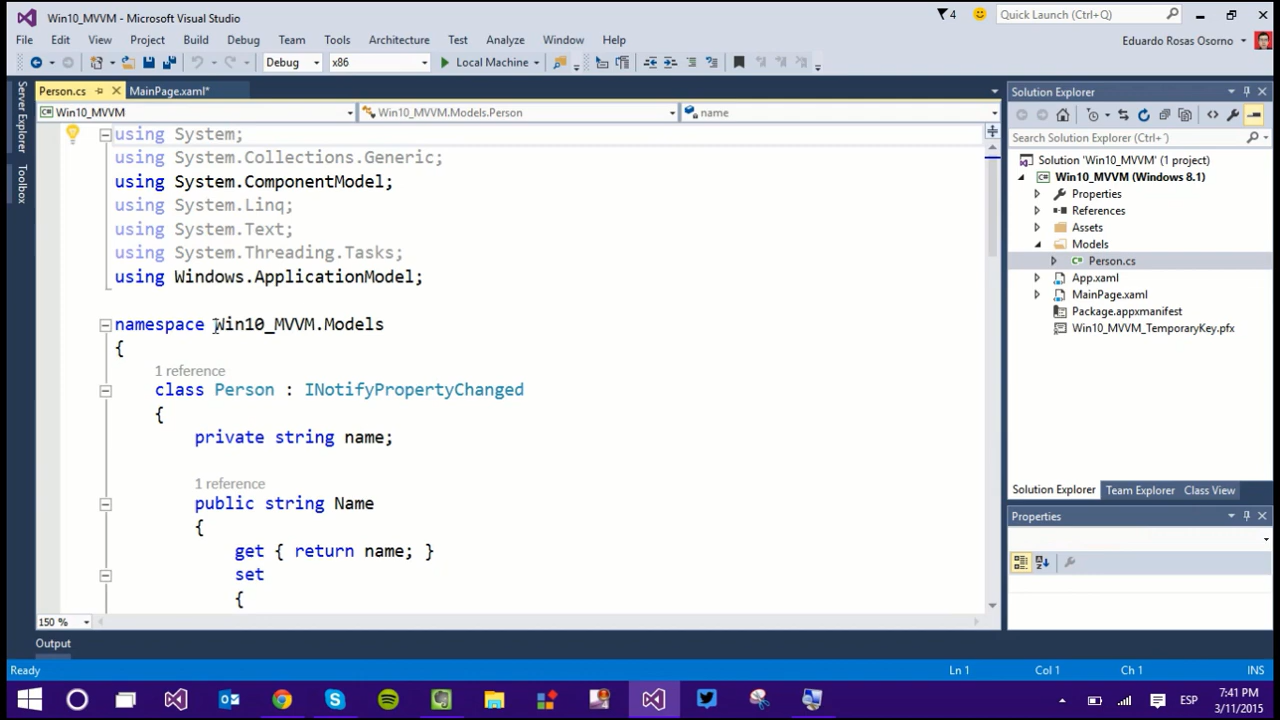 Win10_MVVM - Microsoft Visual Studio
4
Quick Launch (Ctrl+Q)
File Edit View Project Build Debug Team Tools Architecture Test Analyze Window Help
Eduardo Rosas Osorno
Debug x86 Local Machine
Server Explorer
Toolbox
Person.cs MainPage.xaml*
Win10_MVVM Win10_MVVM.Models.Person name
using System;
using System.Collections.Generic;
using System.ComponentModel;
using System.Linq;
using System.Text;
using System.Threading.Tasks;
using Windows.ApplicationModel;
namespace Win10_MVVM.Models
{
1 reference
class Person : INotifyPropertyChanged
{
private string name;
1 reference
public string Name
{
get { return name; }
set
{
150 %
Solution Explorer
Search Solution Explorer (Ctrl+´)
Solution 'Win10_MVVM' (1 project)
Win10_MVVM (Windows 8.1)
Properties
References
Assets
Models
Person.cs
App.xaml
MainPage.xaml
Package.appxmanifest
Win10_MVVM_TemporaryKey.pfx
Solution Explorer Team Explorer Class View
Properties
Output
Ready Ln 1 Col 1 Ch 1 INS
ESP
7:41 PM
3/11/2015